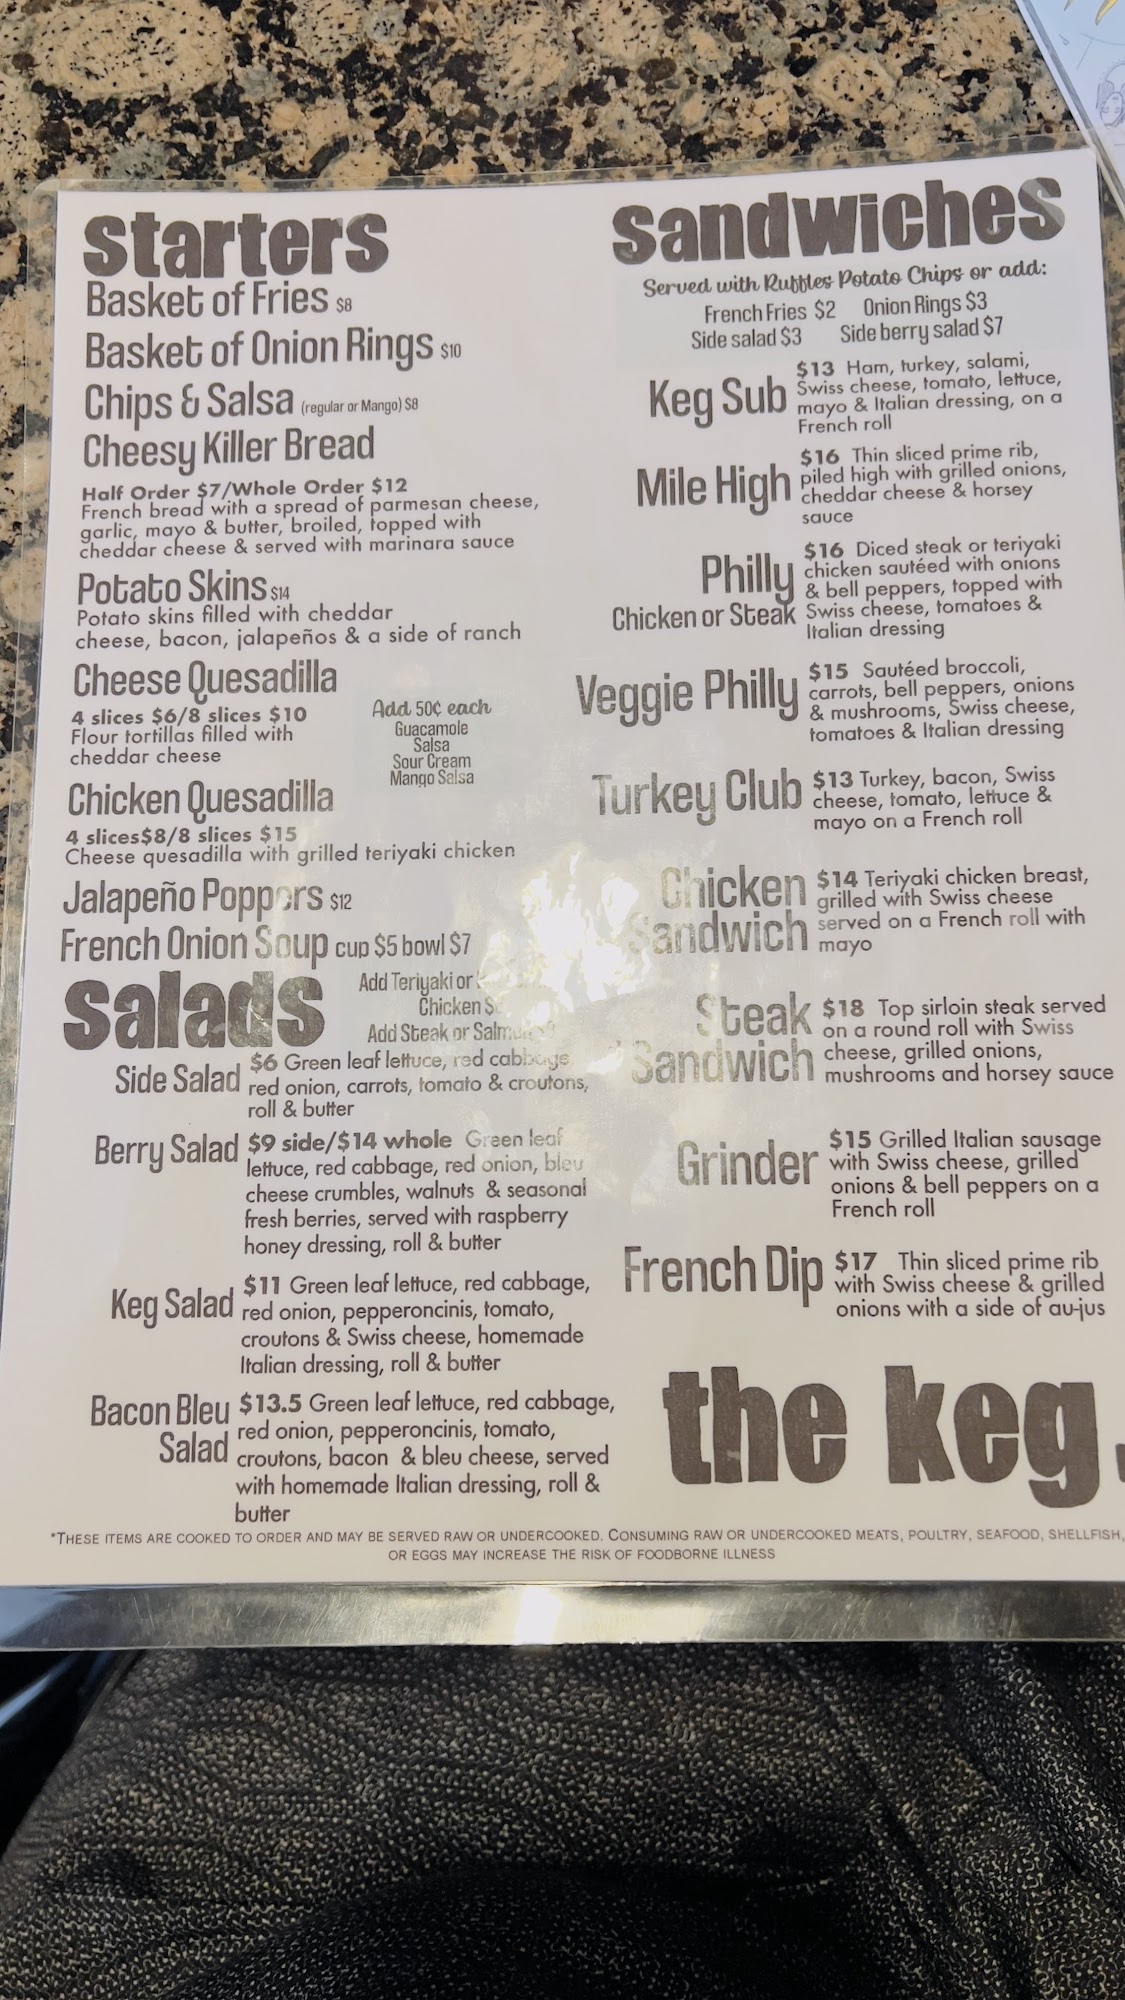 Starters
Basket of Fries $8
Basket of Onion Rings $10
Chips & Salsa (regular or Mango) $8
Cheesy Killer Bread
Half Order $7/Whole Order $12
French bread with a spread of parmesan cheese,
garlic, mayo & butter, broiled, topped with
cheddar cheese & served with marinara sauce
Potato Skins $14
Potato skins filled with cheddar
cheese, bacon, jalapeños & a side of ranch
Cheese Quesadilla
4 slices $6/8 slices $10
Flour tortillas filled with
cheddar cheese
Add 50¢ each
Guacamole
Salsa
Sour Cream
Mango Salsa
Chicken Quesadilla
4 slices$8/8 slices $15
Cheese quesadilla with grilled teriyaki chicken
Jalapeño Poppers $12
French Onion Soup cup $5 bowl $7
Salads
Add Teriyaki or
Chicken
Add Steak or Salmon
Side Salad $6 Green leaf lettuce, red cabbage,
red onion, carrots, tomato & croutons,
roll & butter
Berry Salad $9 side/$14 whole Green leaf
lettuce, red cabbage, red onion, bleu
cheese crumbles, walnuts & seasonal
fresh berries, served with raspberry
honey dressing, roll & butter
Keg Salad $11 Green leaf lettuce, red cabbage,
red onion, pepperoncinis, tomato,
croutons & Swiss cheese, homemade
Italian dressing, roll & butter
Bacon Bleu Salad $13.5 Green leaf lettuce, red cabbage,
red onion, pepperoncinis, tomato,
croutons, bacon & bleu cheese, served
with homemade Italian dressing, roll &
butter
Sandwiches
Served with Ruffles Potato Chips or add:
French Fries $2 Onion Rings $3
Side salad $3 Side berry salad $7
Keg Sub $13 Ham, turkey, salami,
Swiss cheese, tomato, lettuce,
mayo & Italian dressing, on a
French roll
Mile High $16 Thin sliced prime rib,
piled high with grilled onions,
cheddar cheese & horsey
sauce
Philly
Chicken or Steak
$16 Diced steak or teriyaki
chicken sautéed with onions
& bell peppers, topped with
Swiss cheese, tomatoes &
Italian dressing
Veggie Philly $15 Sautéed broccoli,
carrots, bell peppers, onions
& mushrooms, Swiss cheese,
tomatoes & Italian dressing
Turkey Club $13 Turkey, bacon, Swiss
cheese, tomato, lettuce &
mayo on a French roll
Chicken Sandwich $14 Teriyaki chicken breast,
grilled with Swiss cheese
served on a French roll with
mayo
Steak Sandwich $18 Top sirloin steak served
on a round roll with Swiss
cheese, grilled onions,
mushrooms and horsey sauce
Grinder $15 Grilled Italian sausage
with Swiss cheese, grilled
onions & bell peppers on a
French roll
French Dip $17 Thin sliced prime rib
with Swiss cheese & grilled
onions with a side of au-jus
the keg.
*THESE ITEMS ARE COOKED TO ORDER AND MAY BE SERVED RAW OR UNDERCOOKED. CONSUMING RAW OR UNDERCOOKED MEATS, POULTRY, SEAFOOD, SHELLFISH,
OR EGGS MAY INCREASE THE RISK OF FOODBORNE ILLNESS